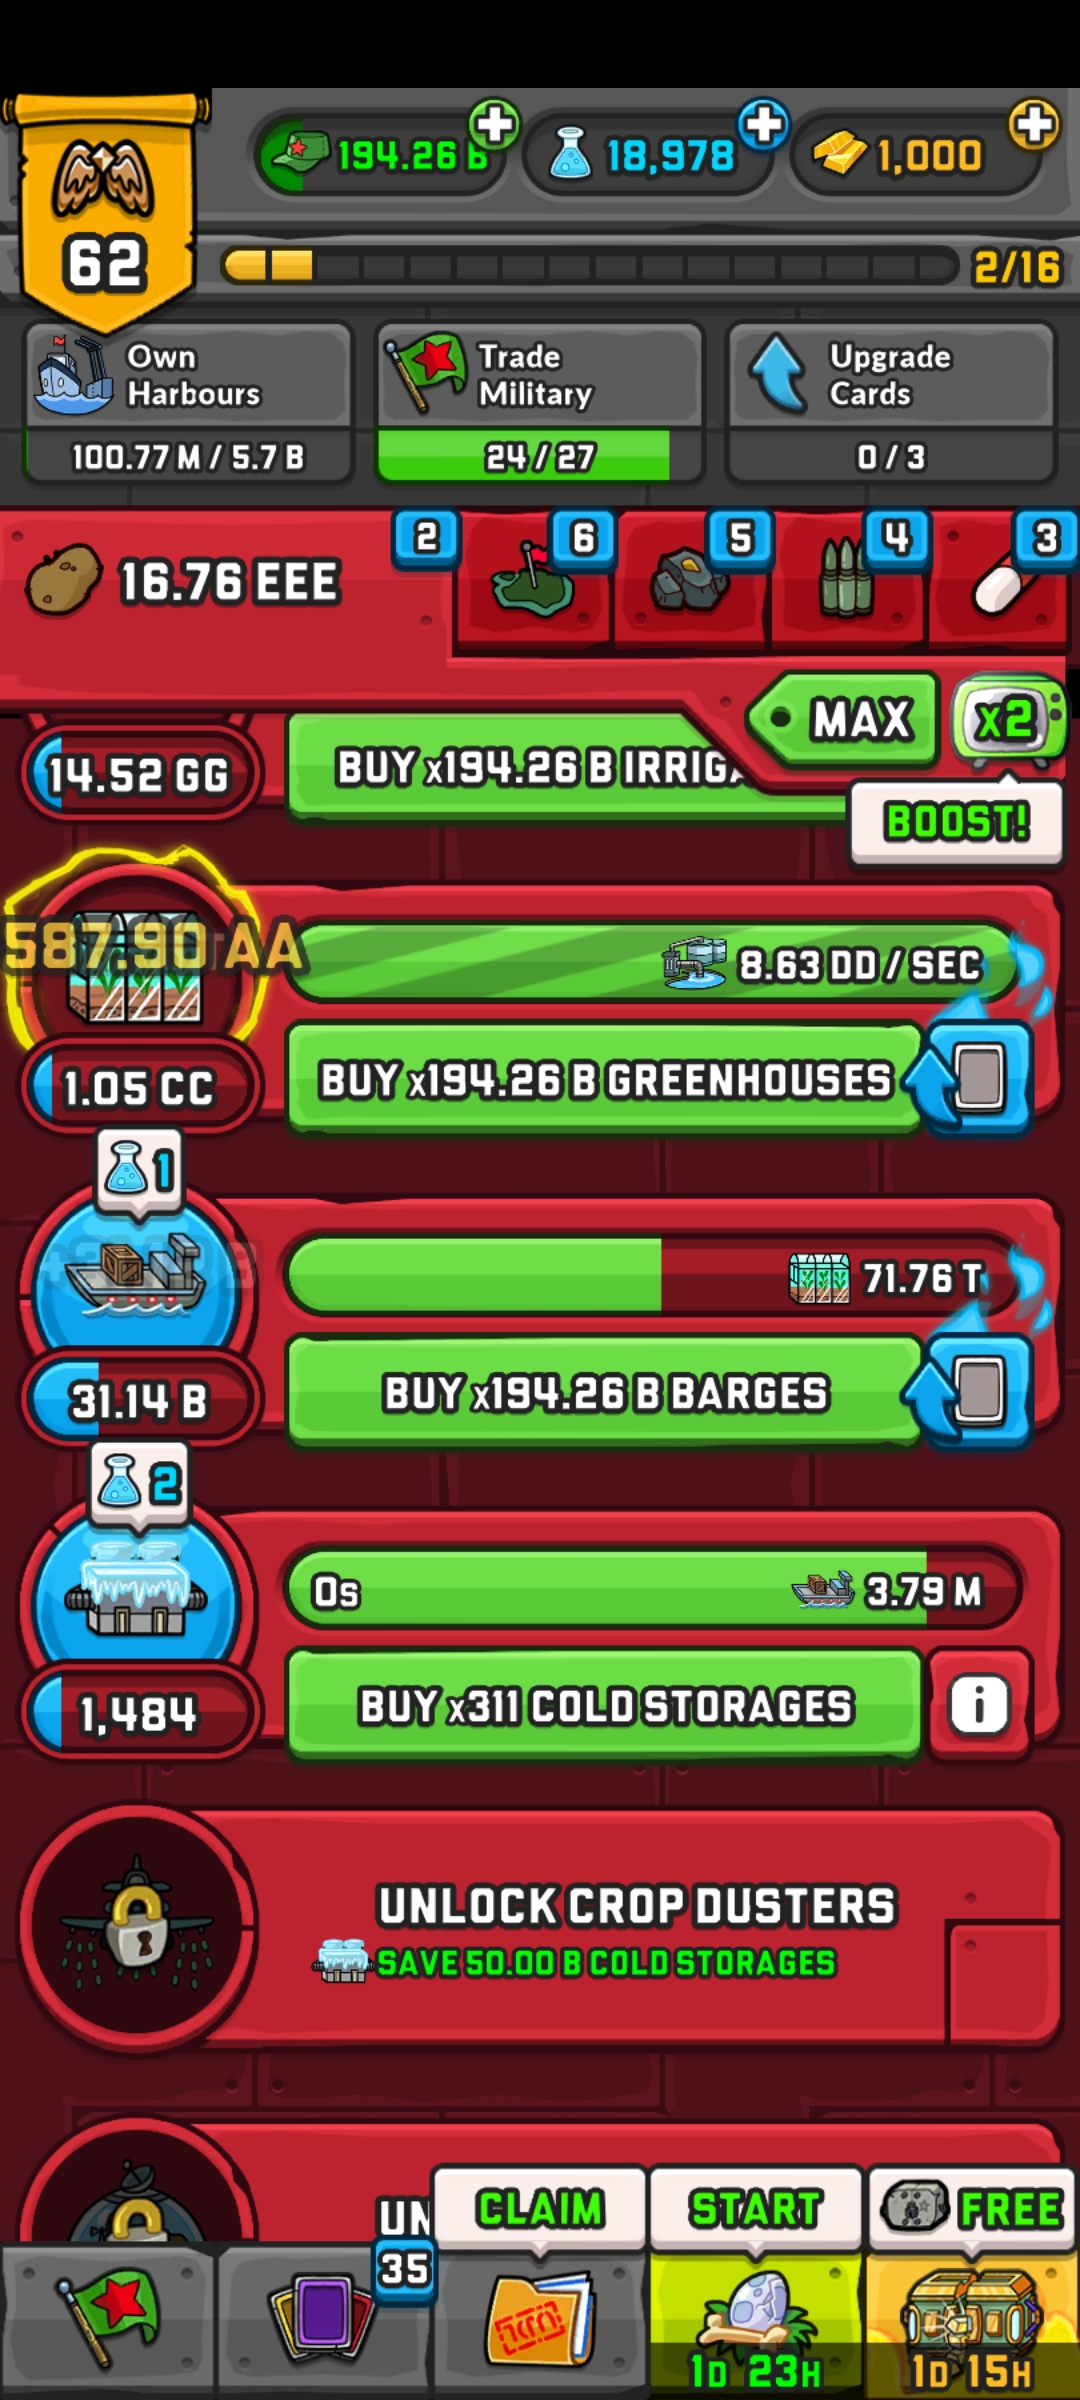 194.26 B
18,978
1,000
62
2/16
Own
Harbours
Trade
Military
Upgrade
Cards
100.77 M / 5.7 B
24 / 27
0 / 3
16.76 EEE
2
6
5
4
3
MAX
x2
BOOST!
14.52 GG
BUY x194.26 B
587.90 AA
8.63 DD / SEC
1.05 CC
BUY x194.26 B GREENHOUSES
1
71.76 T
31.14 B
BUY x194.26 B BARGES
2
0s
3.79 M
1,484
BUY x311 COLD STORAGES
i
UNLOCK CROP DUSTERS
SAVE 50.00 B COLD STORAGES
UN
CLAIM
START
FREE
35
1D 23H
1D 15H